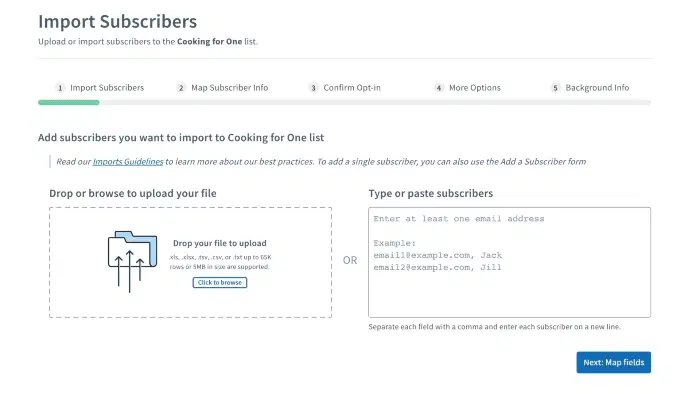 Import Subscribers
Upload or import subscribers to the Cooking for One list.
1 Import Subscribers
2 Map Subscriber Info
3 Confirm Opt-in
4 More Options
5 Background Info
Add subscribers you want to import to Cooking for One list
Read our Imports Guidelines to learn more about our best practices. To add a single subscriber, you can also use the Add a Subscriber form
Drop or browse to upload your file
Drop your file to upload
.xls, .xlsx, .tsv, .csv, or .txt up to 65K
rows or 5MB in size are supported.
Click to browse
OR
Type or paste subscribers
Enter at least one email address
Example:
email1@example.com, Jack
email2@example.com, Jill
Separate each field with a comma and enter each subscriber on a new line.
Next: Map fields